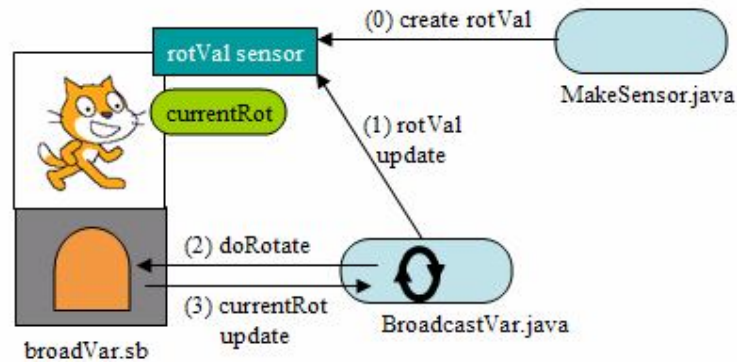 (0) create rotVal
rotVal sensor
MakeSensor.java
currentRot
(1) rotVal
update
(2) doRotate
(3) currentRot
update
BroadcastVar.java
broadVar.sb